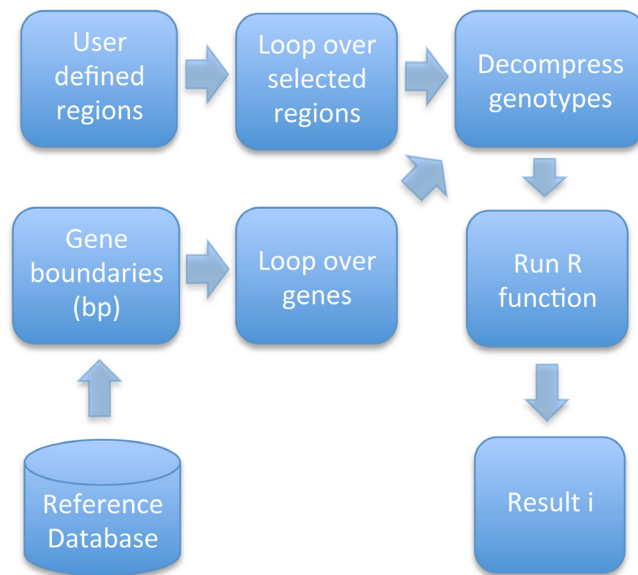 User
defined
regions
Loop over
selected
regions
Decompress
genotypes
Gene
boundaries
(bp)
Loop over
genes
Run R
function
Reference
Database
Result i